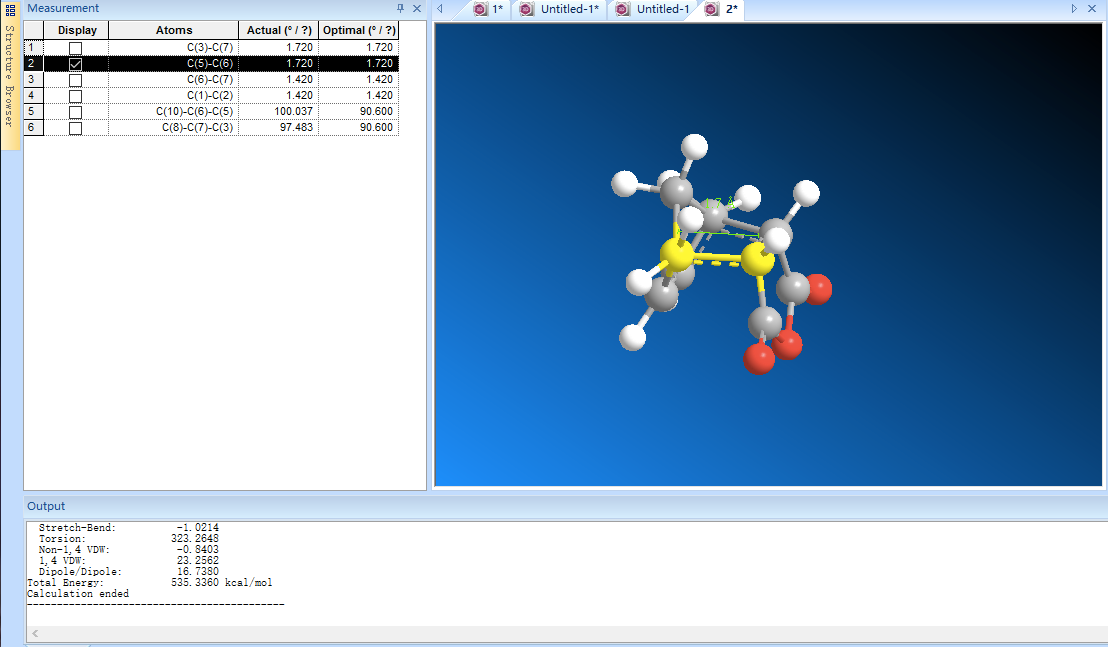 Structure Browser
Measurement
1* Untitled-1* Untitled-1 2*
Display Atoms Actual (° / ?) Optimal (° / ?)
1 C(3)-C(7) 1.720 1.720
2 C(5)-C(6) 1.720 1.720
3 C(6)-C(7) 1.420 1.420
4 C(1)-C(2) 1.420 1.420
5 C(10)-C(6)-C(5) 100.037 90.600
6 C(8)-C(7)-C(3) 97.483 90.600
Output
Stretch-Bend: -1.0214
Torsion: 323.2648
Non-1,4 VDW: -0.8403
1,4 VDW: 23.2562
Dipole/Dipole: 16.7380
Total Energy: 535.3360 kcal/mol
Calculation ended
-------------------------------------------